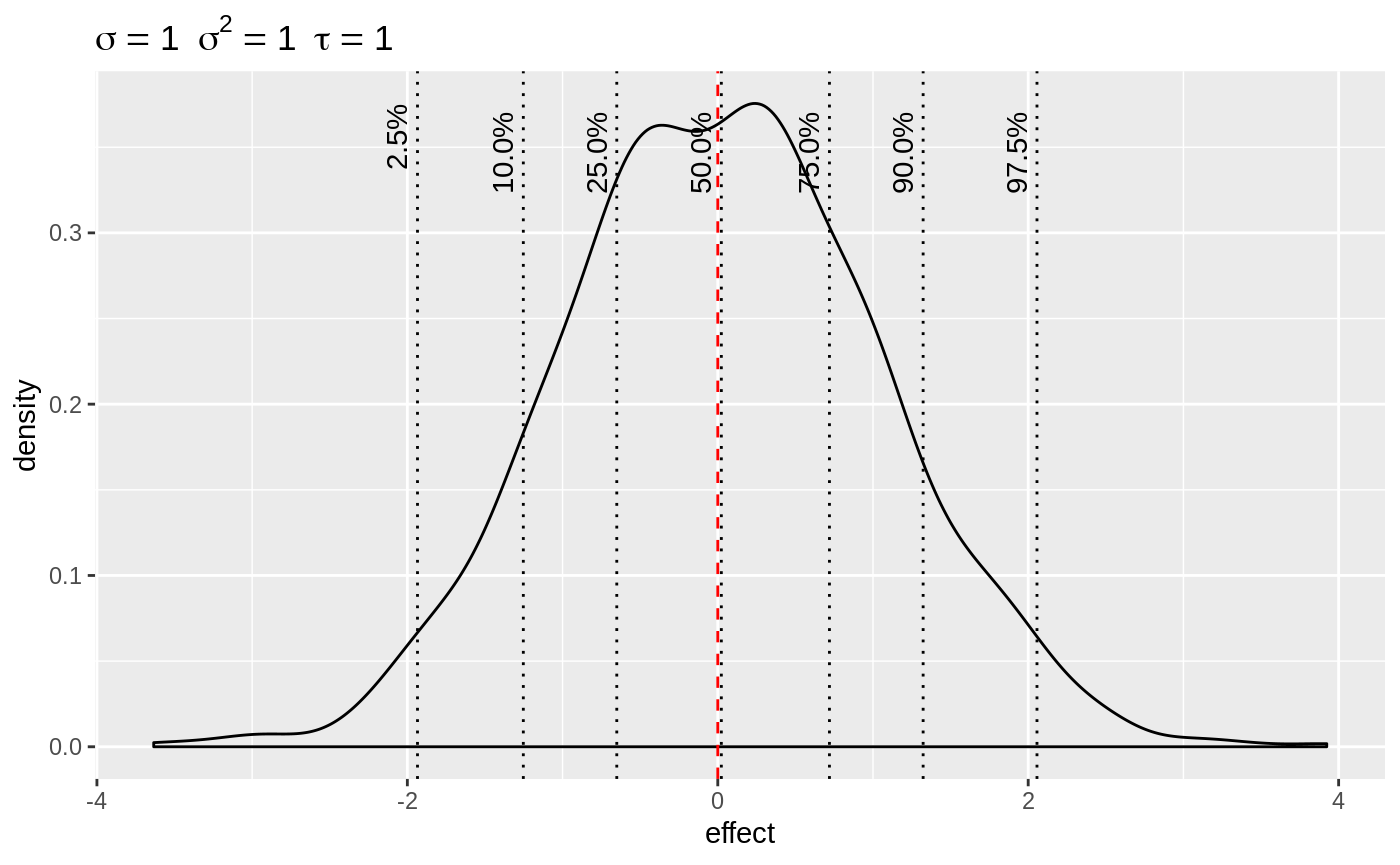 σ = 1 σ² = 1 τ = 1
2.5%
10.0%
25.0%
50.0%
75.0%
90.0%
97.5%
density
0.3
0.2
0.1
0.0
-4 -2 0 2 4
effect